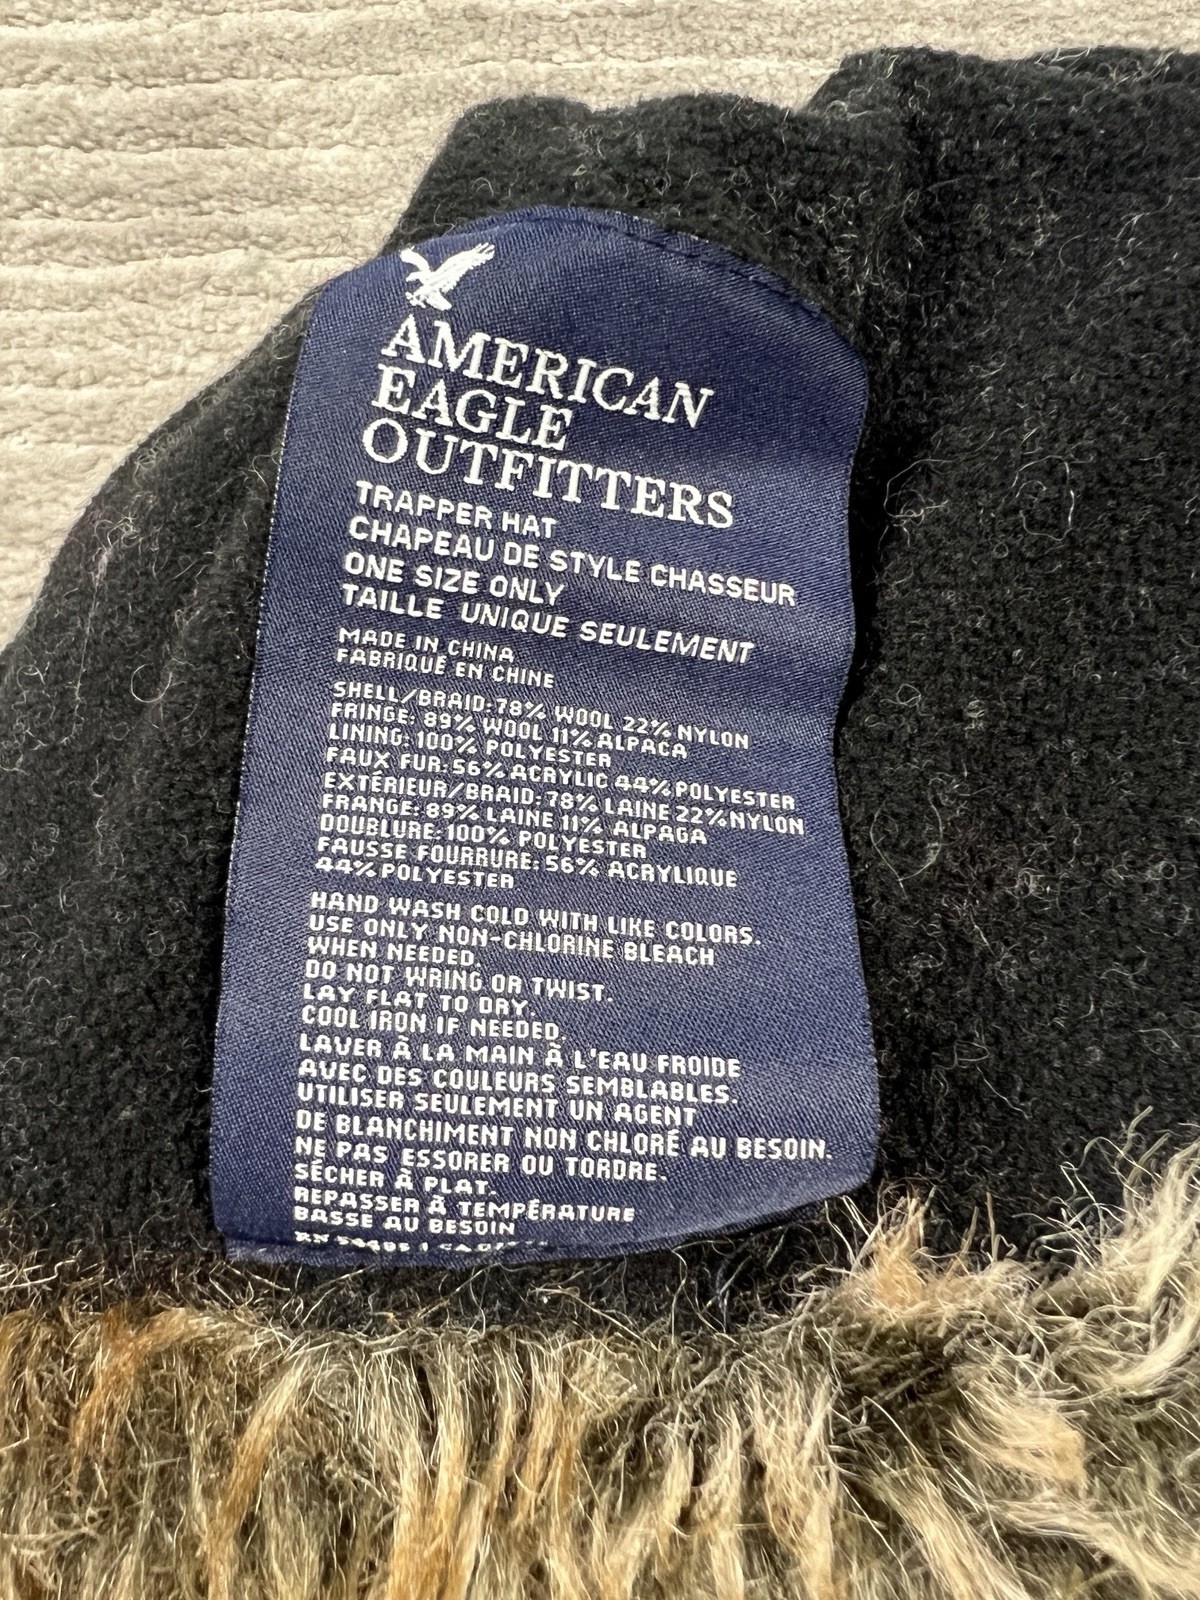 AMERICAN
EAGLE
OUTFITTERS
TRAPPER HAT
CHAPEAU DE STYLE CHASSEUR
ONE SIZE ONLY
TAILLE UNIQUE SEULEMENT
MADE IN CHINA
FABRIQUÉ EN CHINE
SHELL/BRAID: 78% WOOL 22% NYLON
FRINGE: 89% WOOL 11% ALPACA
LINING: 100% POLYESTER
FAUX FUR: 56% ACRYLIC 44% POLYESTER
EXTÉRIEUR/BRAID: 78% LAINE 22% NYLON
FRANGE: 89% LAINE 11% ALPAGA
DOUBLURE: 100% POLYESTER
FAUSSE FOURRURE: 56% ACRYLIQUE
44% POLYESTER
HAND WASH COLD WITH LIKE COLORS.
USE ONLY NON-CHLORINE BLEACH
WHEN NEEDED.
DO NOT WRING OR TWIST.
LAY FLAT TO DRY.
COOL IRON IF NEEDED.
LAVER À LA MAIN À L'EAU FROIDE
AVEC DES COULEURS SEMBLABLES.
UTILISER SEULEMENT UN AGENT
DE BLANCHIMENT NON CHLORÉ AU BESOIN.
NE PAS ESSORER OU TORDRE.
SÉCHER À PLAT.
REPASSER À TEMPÉRATURE
BASSE AU BESOIN
RN